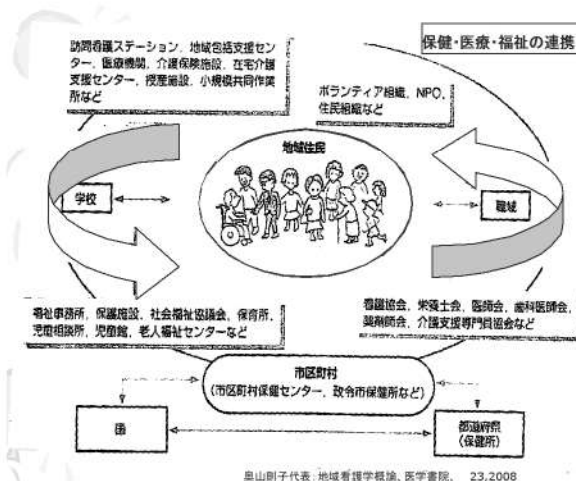 保健・医療・福祉の連携
訪問看護ステーション，地域包括支援セン
ター，医療機関，介護保険施設，在宅介護
支援センター，授産施設，小規模共同作業
所など
ボランティア組織，NPO，
住民組織など
地域住民
学校
職域
福祉事務所，保護施設，社会福祉協議会，保育所，
児童相談所，児童館，老人福祉センターなど
看護協会，栄養士会，医師会，歯科医師会，
薬剤師会，介護支援専門員協会など
市区町村
(市区町村保健センター，政令市保健所など)
国
都道府県
(保健所)
奥山則子代表:地域看護学概論、医学書院、 23,2008